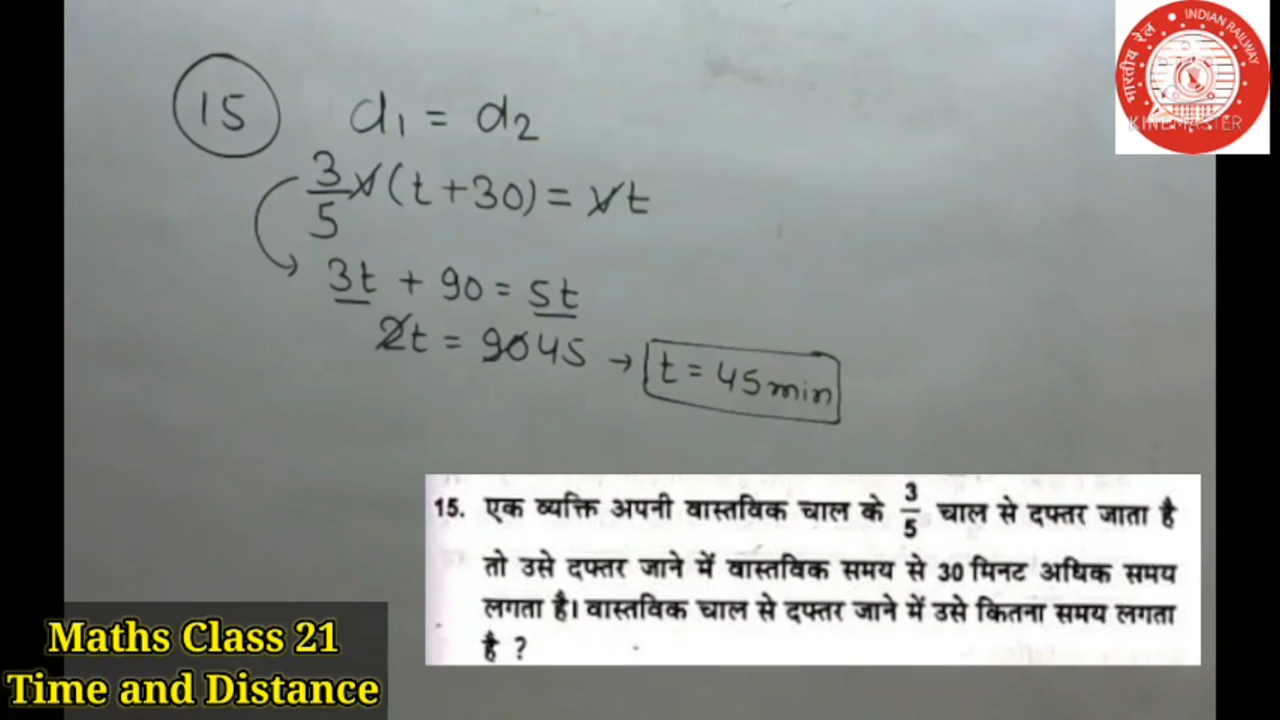 15
d₁ = d₂
3/5 v (t+30) = vt
3t + 90 = 5t
2t = 90 45 → t = 45min
15. एक व्यक्ति अपनी वास्तविक चाल के 3/5 चाल से दफ्तर जाता है
तो उसे दफ्तर जाने में वास्तविक समय से 30 मिनट अधिक समय
लगता है। वास्तविक चाल से दफ्तर जाने में उसे कितना समय लगता
है ?
Maths Class 21
Time and Distance
भारतीय रेल INDIAN RAILWAY
KINEMASTER